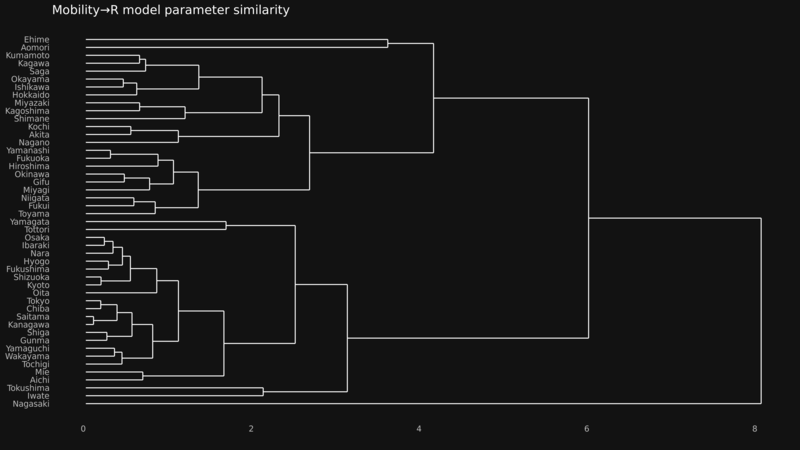 Mobility→R model parameter similarity
Ehime
Aomori
Kumamoto
Kagawa
Saga
Okayama
Ishikawa
Hokkaido
Miyazaki
Kagoshima
Shimane
Kochi
Akita
Nagano
Yamanashi
Fukuoka
Hiroshima
Okinawa
Gifu
Miyagi
Niigata
Fukui
Toyama
Yamagata
Tottori
Osaka
Ibaraki
Nara
Hyogo
Fukushima
Shizuoka
Kyoto
Oita
Tokyo
Chiba
Saitama
Kanagawa
Shiga
Gunma
Yamaguchi
Wakayama
Tochigi
Mie
Aichi
Tokushima
Iwate
Nagasaki
0 2 4 6 8